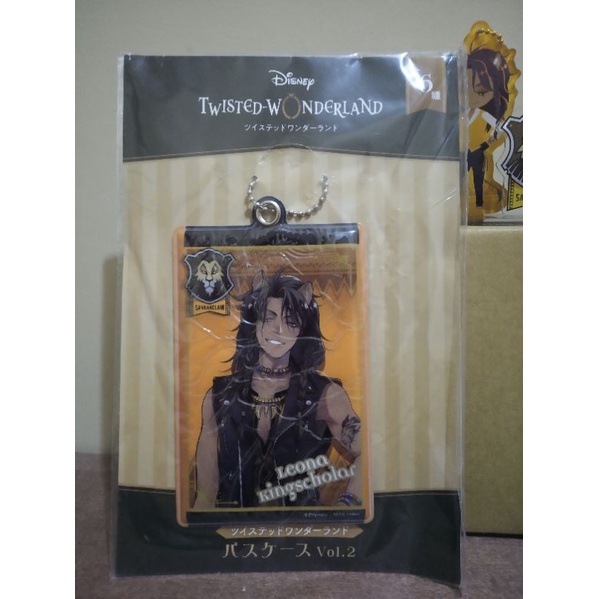 Disney
TWISTED-WONDERLAND
ツイステッドワンダーランド
6種
SAVANACLAW
Leona
Kingscholar
ツイステッドワンダーランド
パスケース Vol.2